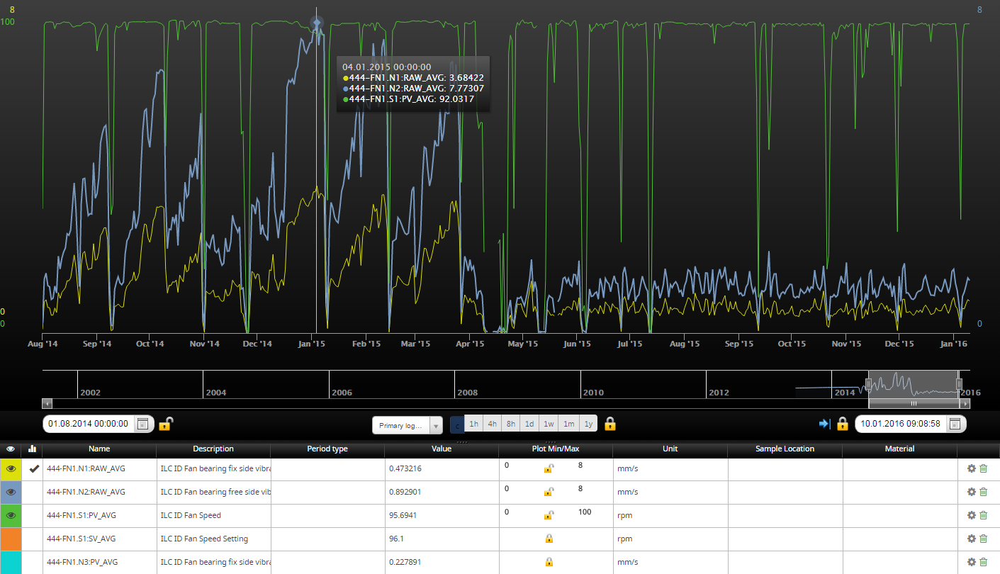 8
8
100
04.01.2015 00:00:00
444-FN1.N1:RAW_AVG: 3.68422
444-FN1.N2:RAW_AVG: 7.77307
444-FN1.S1:PV_AVG: 92.0317
0
0
0
Aug '14 Sep '14 Oct '14 Nov '14 Dec '14 Jan '15 Feb '15 Mar '15 Apr '15 May '15 Jun '15 Jul '15 Aug '15 Sep '15 Oct '15 Nov '15 Dec '15 Jan '16
2002 2004 2006 2008 2010 2012 2014 2016
01.08.2014 00:00:00 Primary log... c 1h 4h 8h 1d 1w 1m 1y 10.01.2016 09:08:58
Name Description Period type Value Plot Min/Max Unit Sample Location Material
444-FN1.N1:RAW_AVG ILC ID Fan bearing fix side vibra 0.473216 0 8 mm/s
444-FN1.N2:RAW_AVG ILC ID Fan bearing free side vib 0.892901 0 8 mm/s
444-FN1.S1:PV_AVG ILC ID Fan Speed 95.6941 0 100 rpm
444-FN1.S1:SV_AVG ILC ID Fan Speed Setting 96.1 rpm
444-FN1.N3:PV_AVG ILC ID Fan bearing fix side vibra 0.227891 mm/s